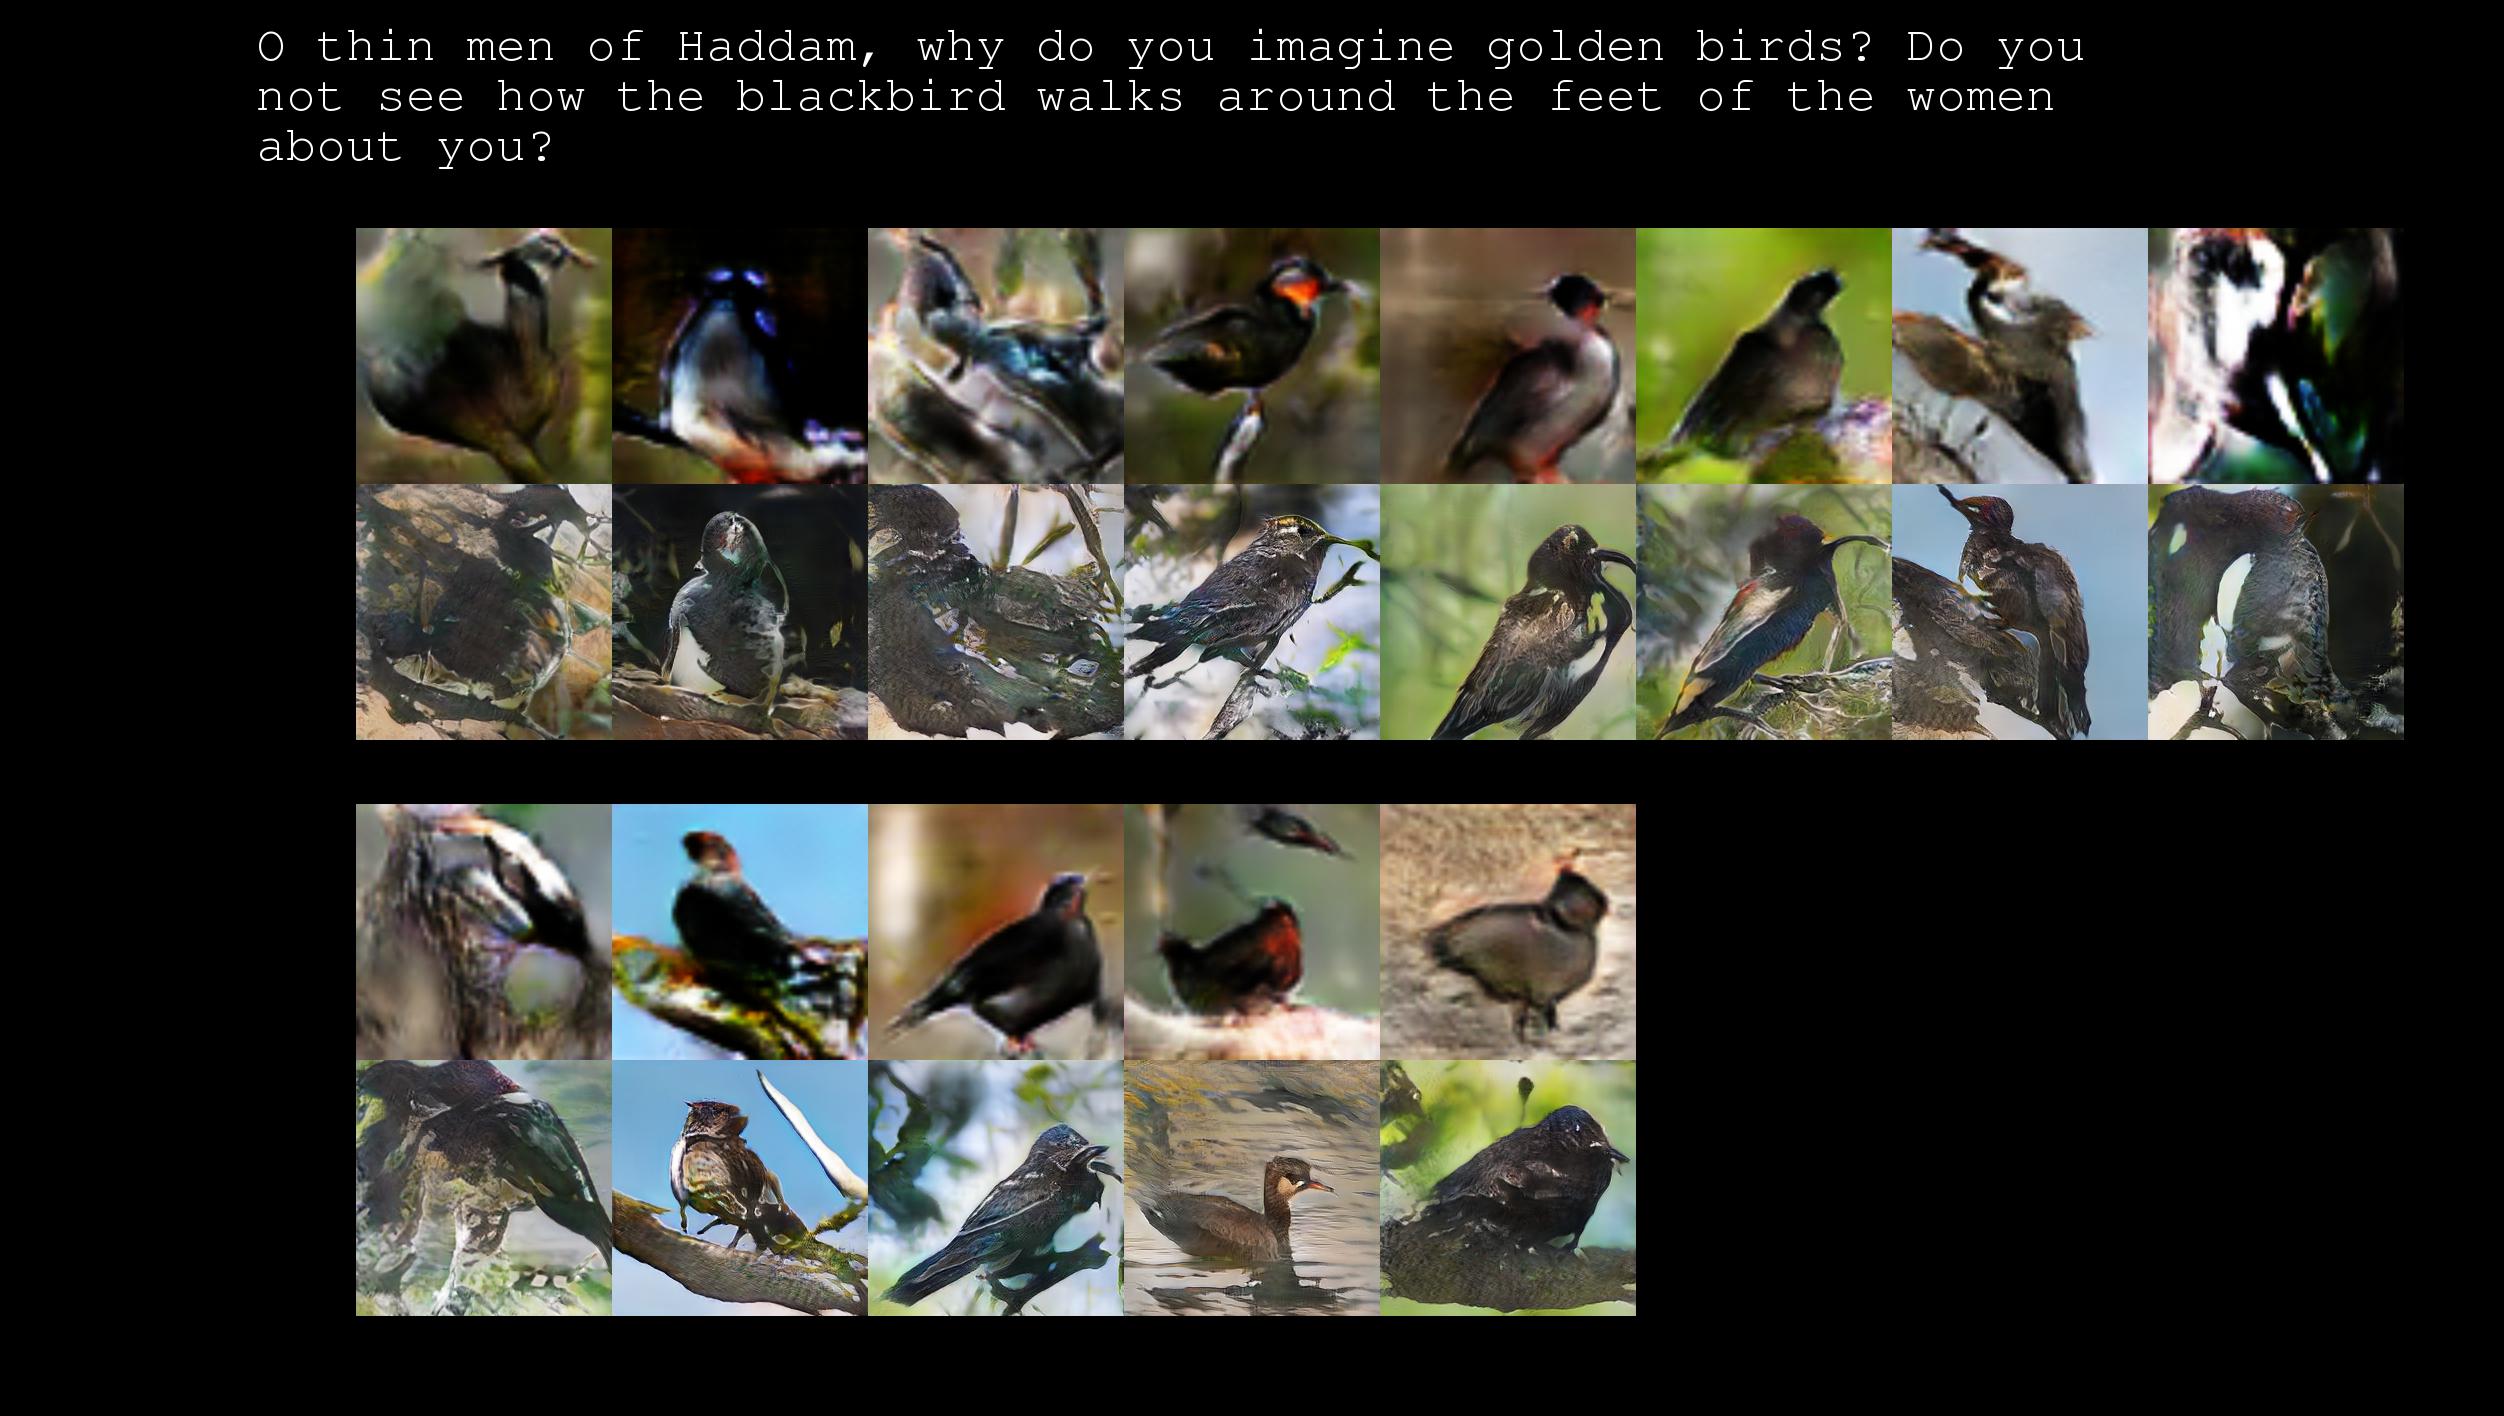 O thin men of Haddam, why do you imagine golden birds? Do you
not see how the blackbird walks around the feet of the women
about you?